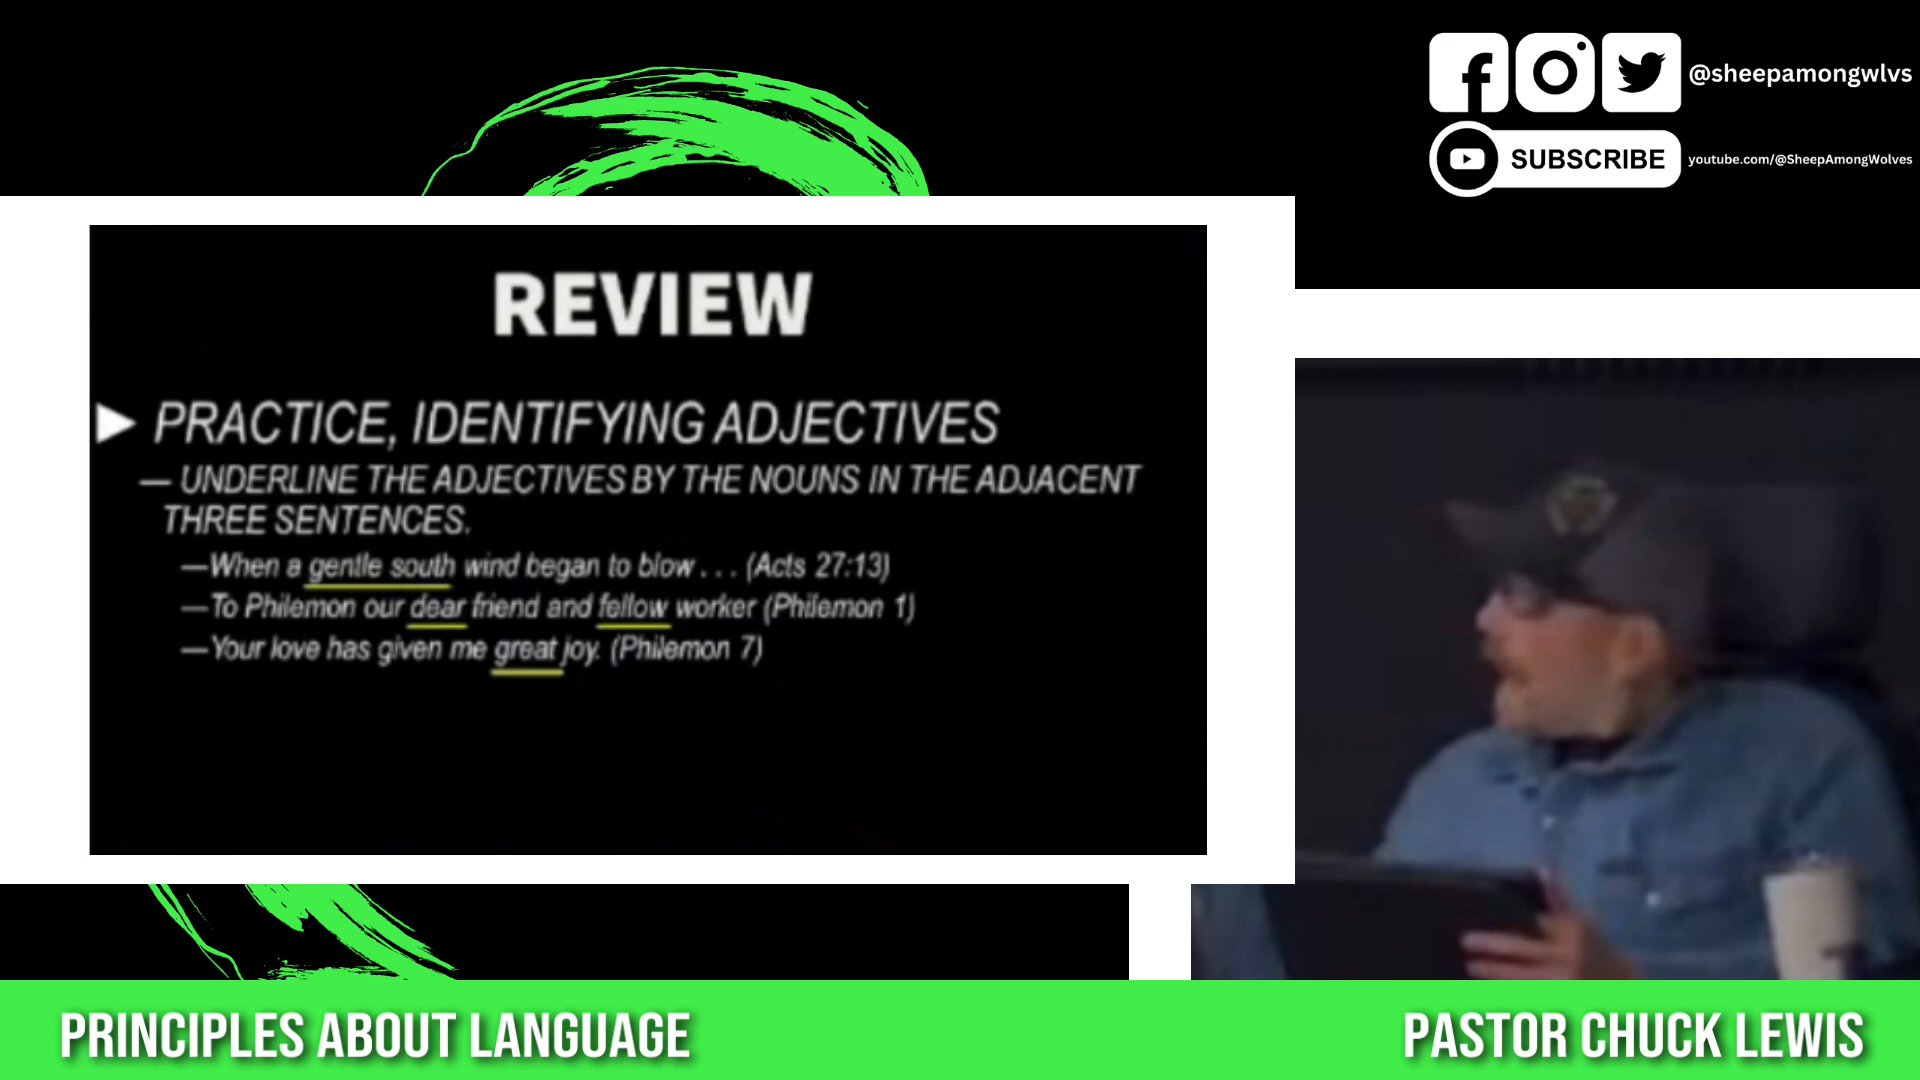 @sheepamongwlvs
SUBSCRIBE
youtube.com/@SheepAmongWolves
REVIEW
PRACTICE, IDENTIFYING ADJECTIVES
— UNDERLINE THE ADJECTIVES BY THE NOUNS IN THE ADJACENT
THREE SENTENCES.
—When a gentle south wind began to blow . . . (Acts 27:13)
—To Philemon our dear friend and fellow worker (Philemon 1)
—Your love has given me great joy. (Philemon 7)
PRINCIPLES ABOUT LANGUAGE
PASTOR CHUCK LEWIS